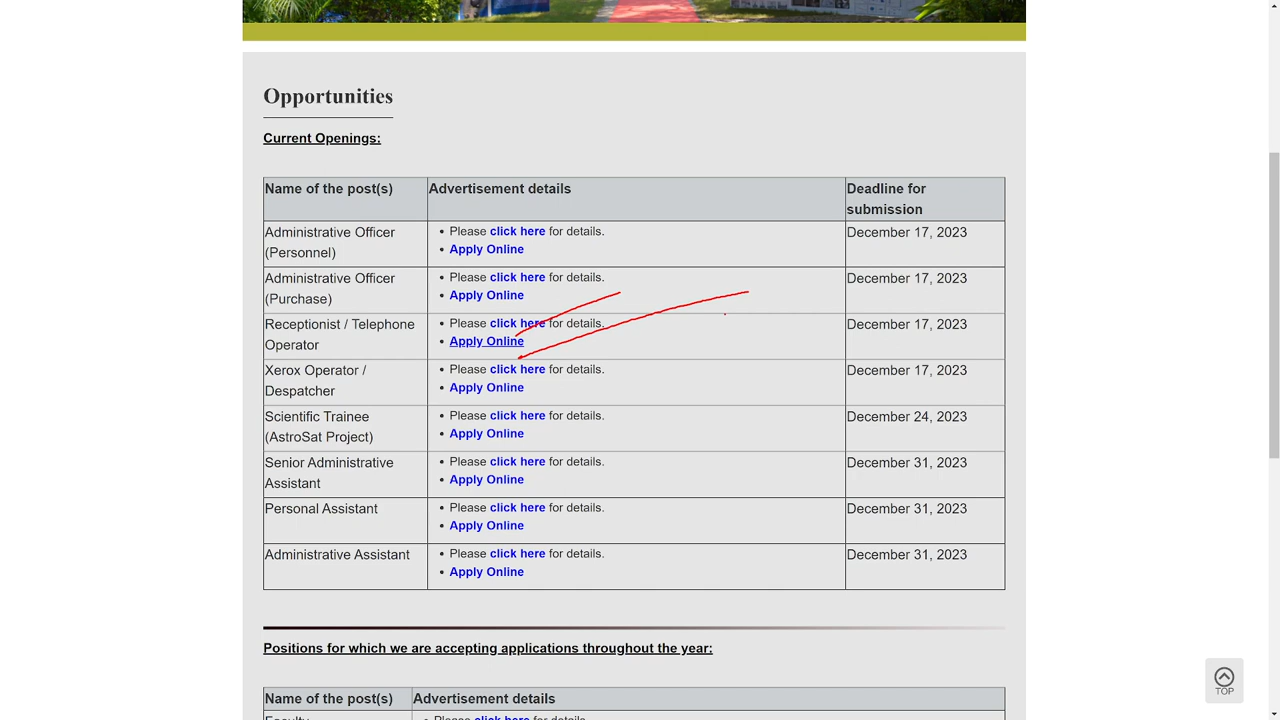 Opportunities
Current Openings:
Name of the post(s) Advertisement details Deadline for
submission
Administrative Officer
(Personnel)
• Please click here for details.
• Apply Online
December 17, 2023
Administrative Officer
(Purchase)
• Please click here for details.
• Apply Online
December 17, 2023
Receptionist / Telephone
Operator
• Please click here for details.
• Apply Online
December 17, 2023
Xerox Operator /
Despatcher
• Please click here for details.
• Apply Online
December 17, 2023
Scientific Trainee
(AstroSat Project)
• Please click here for details.
• Apply Online
December 24, 2023
Senior Administrative
Assistant
• Please click here for details.
• Apply Online
December 31, 2023
Personal Assistant
• Please click here for details.
• Apply Online
December 31, 2023
Administrative Assistant
• Please click here for details.
• Apply Online
December 31, 2023
Positions for which we are accepting applications throughout the year:
Name of the post(s) Advertisement details
Faculty • Please click here for details.
TOP